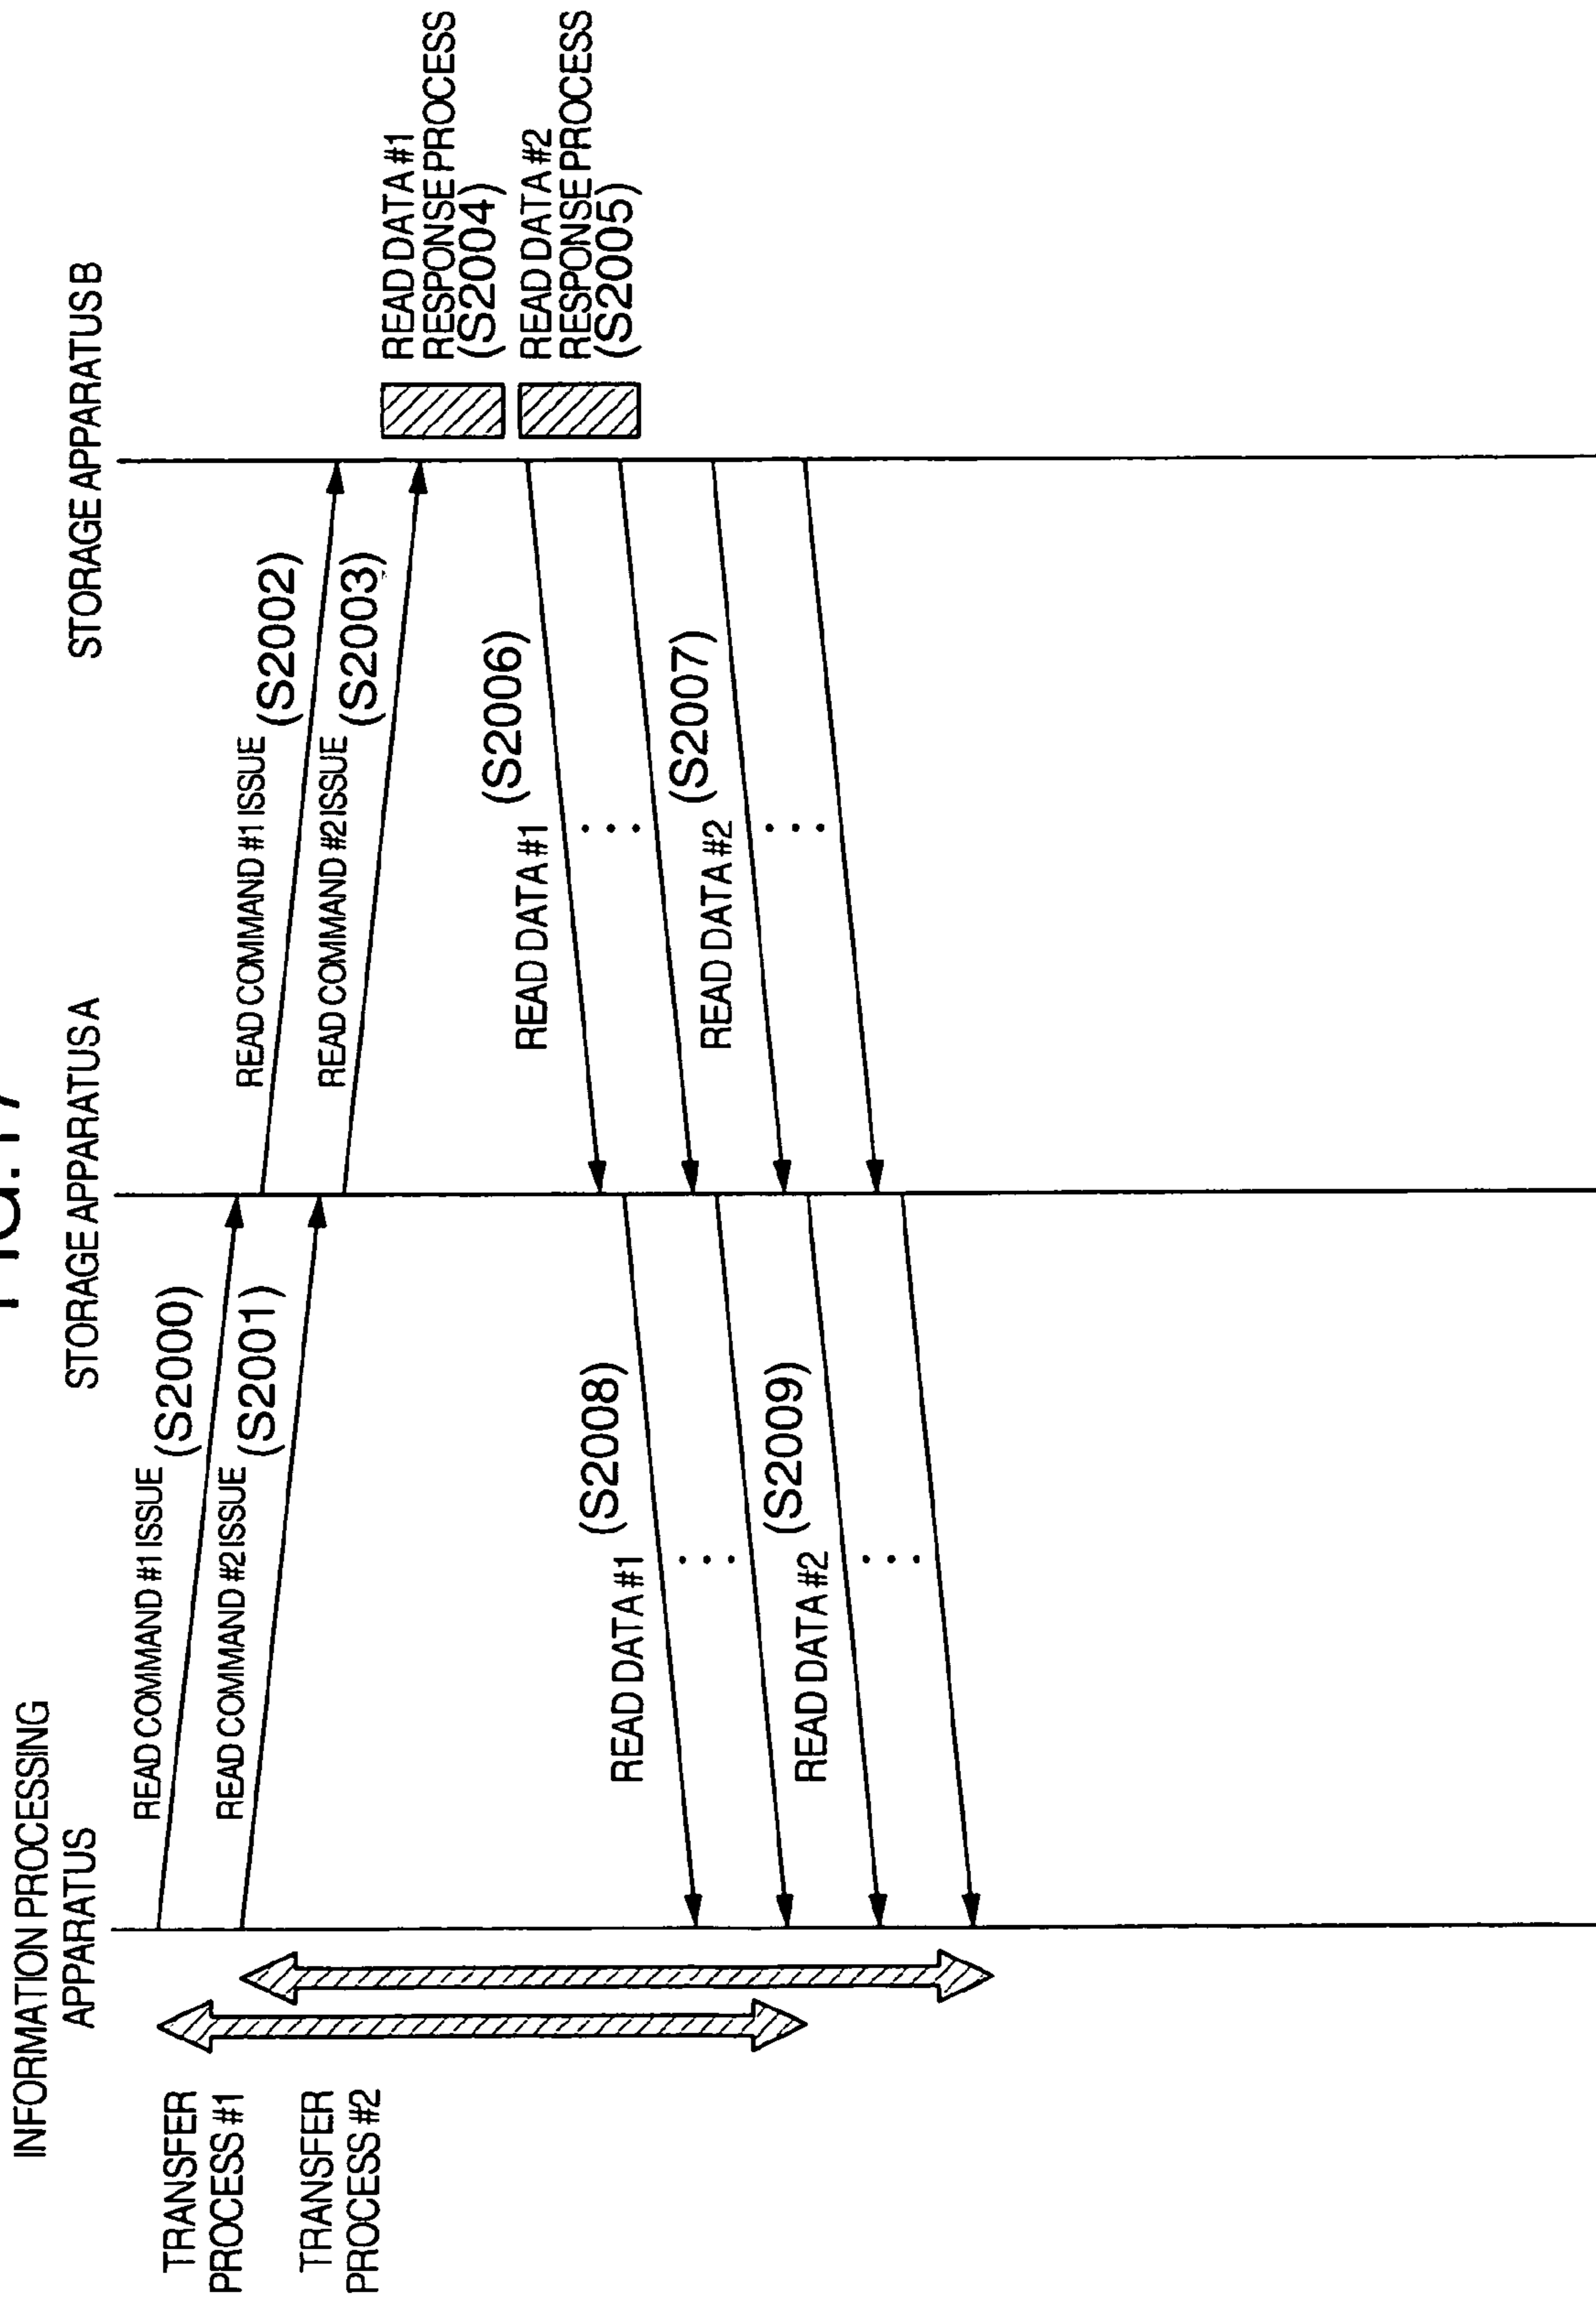 FIG.17
INFORMATION PROCESSING
APPARATUS
STORAGE APPARATUS A
STORAGE APPARATUS B
TRANSFER
PROCESS #1
TRANSFER
PROCESS #2
READ COMMAND #1 ISSUE
(S2000)
READ COMMAND #2 ISSUE
(S2001)
READ COMMAND #1 ISSUE
(S2002)
READ COMMAND #2 ISSUE
(S2003)
READ DATA #1
RESPONSE PROCESS
(S2004)
READ DATA #2
RESPONSE PROCESS
(S2005)
READ DATA #1
(S2006)
READ DATA #2
(S2007)
READ DATA #1
(S2008)
READ DATA #2
(S2009)